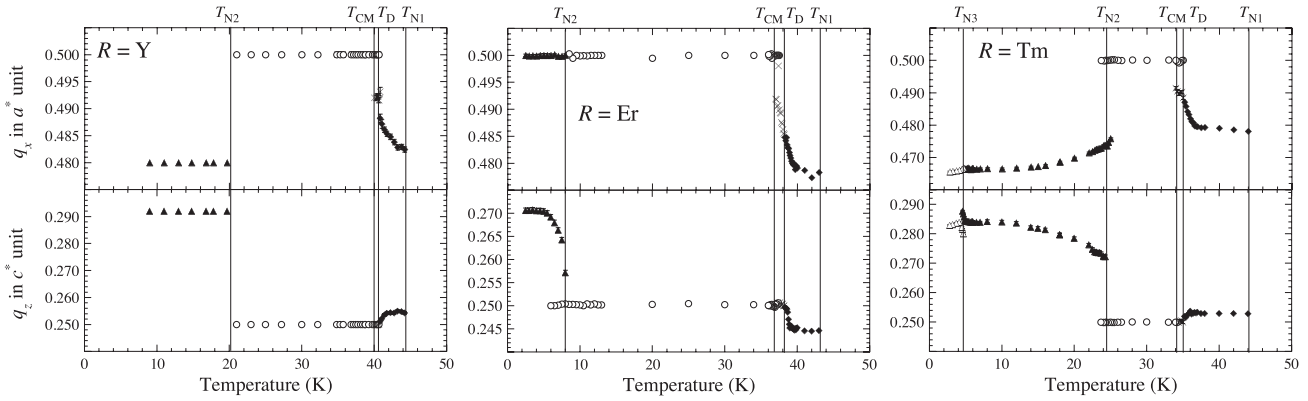 T_N2 T_CM T_D T_N1
T_N2 T_CM T_D T_N1
T_N3 T_N2 T_CM T_D T_N1
R = Y
R = Er
R = Tm
q_x in a* unit
0.500
0.495
0.490
0.485
0.480
q_z in c* unit
0.290
0.280
0.270
0.260
0.250
0 10 20 30 40 50
Temperature (K)
0.500
0.495
0.490
0.485
0.480
0.270
0.265
0.260
0.255
0.250
0.245
0 10 20 30 40 50
Temperature (K)
0.500
0.490
0.480
0.470
0.290
0.280
0.270
0.260
0.250
0 10 20 30 40 50
Temperature (K)